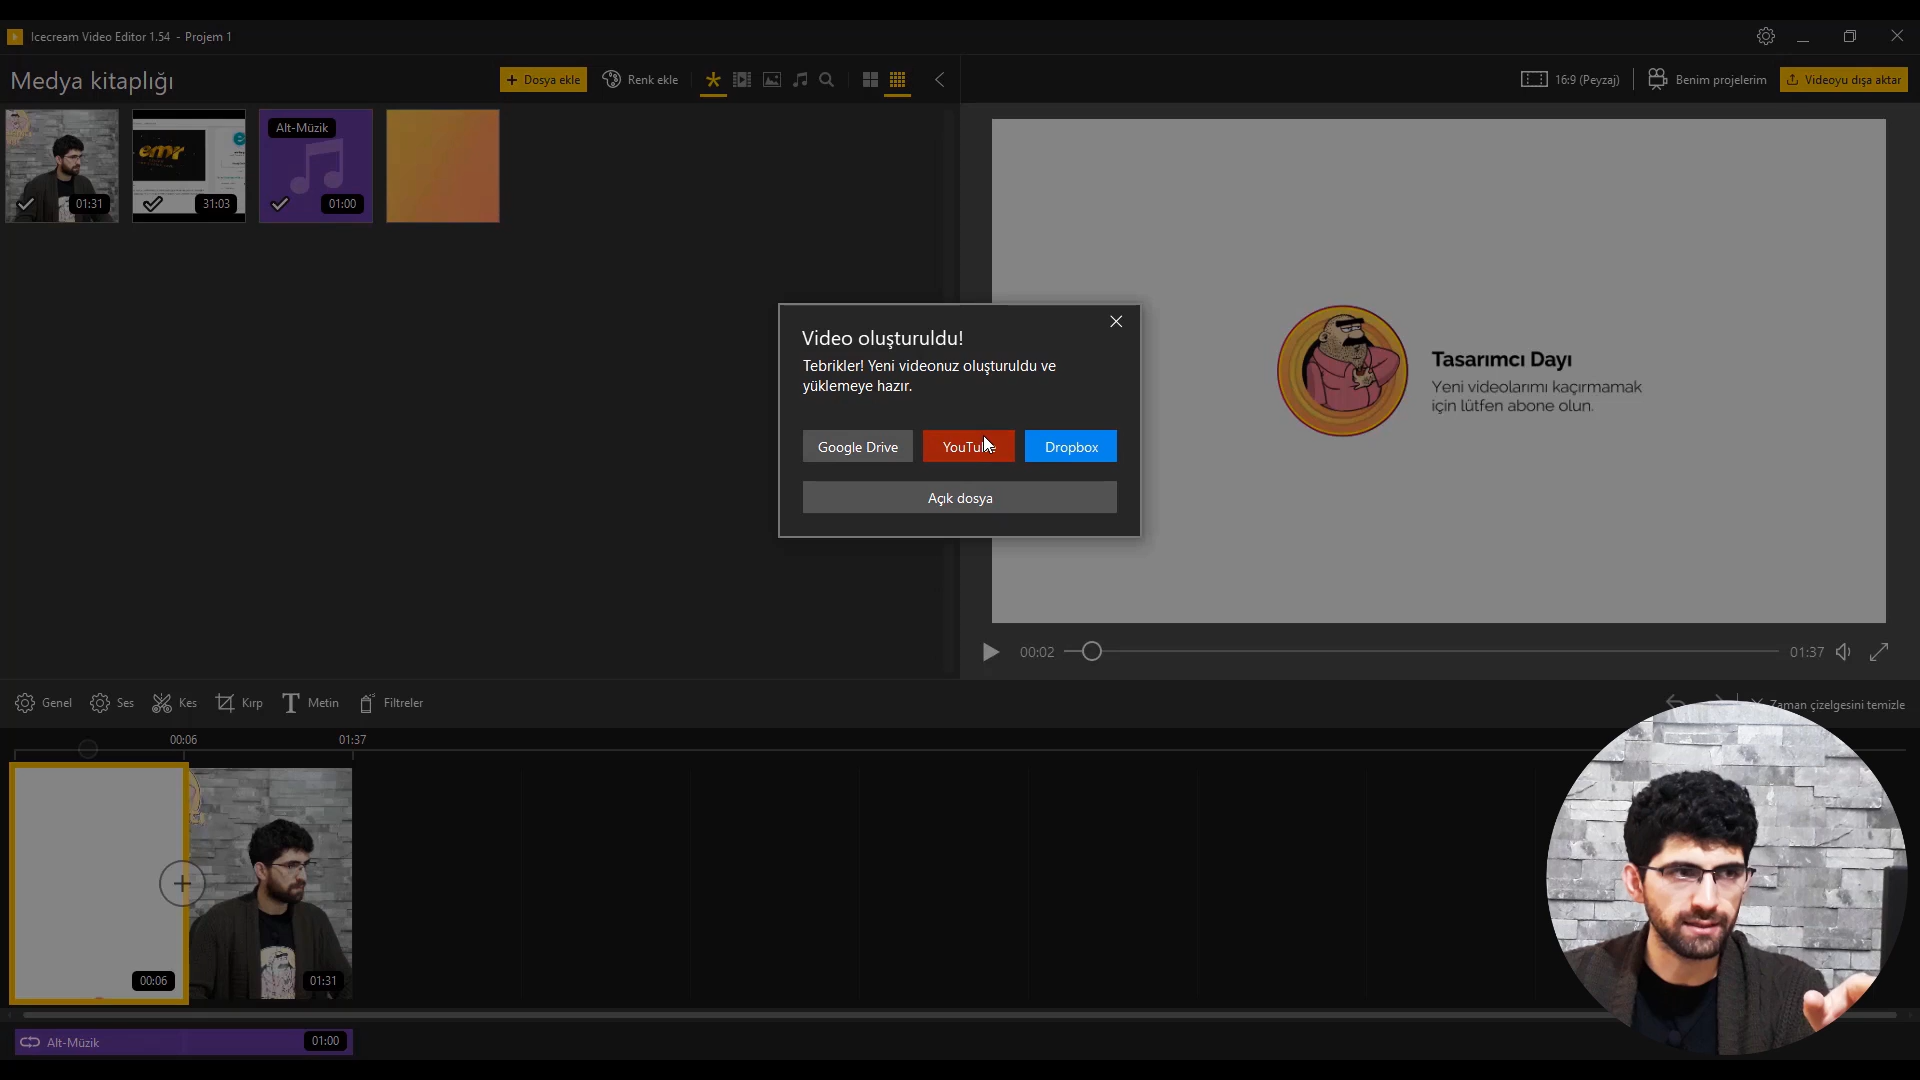 Icecream Video Editor 1.54 - Projem 1
Medya kitaplığı
+ Dosya ekle
Renk ekle
16:9 (Peyzaj)
Benim projelerim
Videoyu dışa aktar
01:31
emr
31:03
Alt-Müzik
01:00
Video oluşturuldu!
Tebrikler! Yeni videonuz oluşturuldu ve
yüklemeye hazır.
Google Drive
YouTube
Dropbox
Açık dosya
Tasarımcı Dayı
Yeni videolarımı kaçırmamak
için lütfen abone olun.
00:02
01:37
Genel
Ses
Kes
Kırp
Metin
Filtreler
Zaman çizelgesini temizle
00:06
01:37
00:06
01:31
Alt-Müzik
01:00